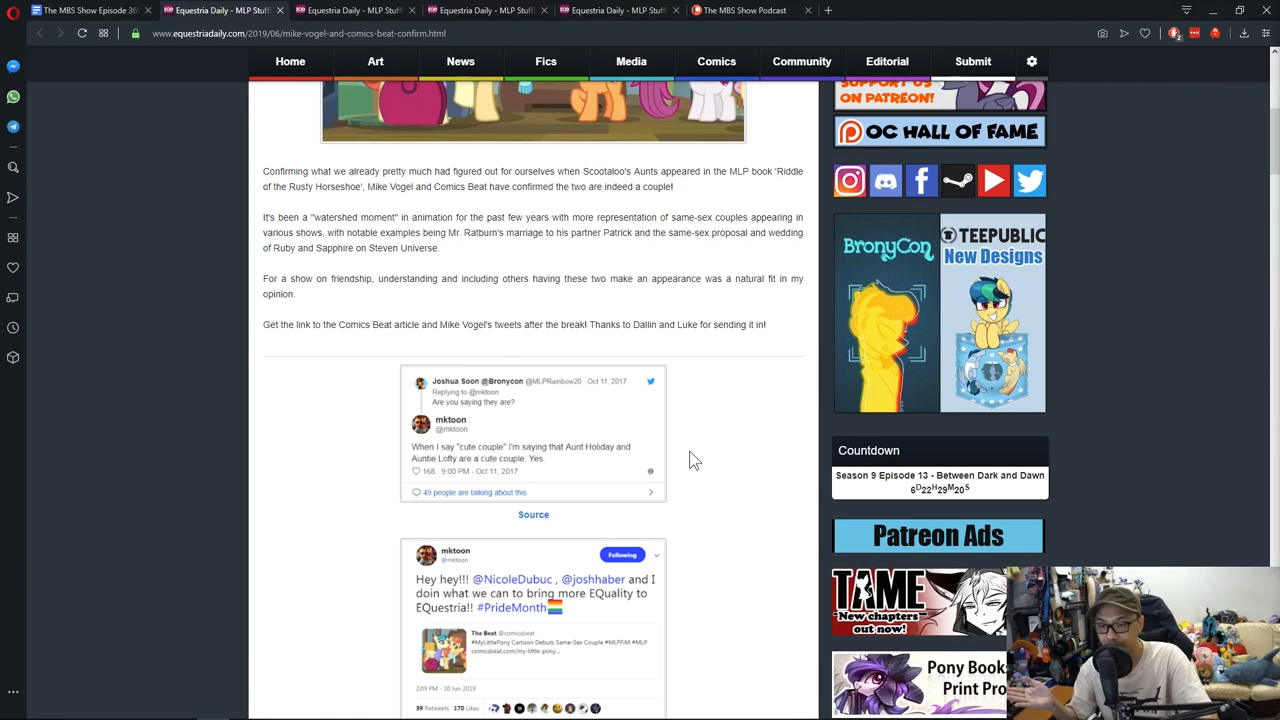 The MBS Show Episode 36
Equestria Daily - MLP Stuff
Equestria Daily - MLP Stuff
Equestria Daily - MLP Stuff
Equestria Daily - MLP Stuff
The MBS Show Podcast
www.equestriadaily.com/2019/06/mike-vogel-and-comics-beat-confirm.html
Home
Art
News
Fics
Media
Comics
Community
Editorial
Submit
SUPPORT US
ON PATREON!
OC HALL OF FAME
Confirming what we already pretty much had figured out for ourselves when Scootaloo's Aunts appeared in the MLP book 'Riddle
of the Rusty Horseshoe', Mike Vogel and Comics Beat have confirmed the two are indeed a couple!
It's been a "watershed moment" in animation for the past few years with more representation of same-sex couples appearing in
various shows, with notable examples being Mr. Ratburn's marriage to his partner Patrick and the same-sex proposal and wedding
of Ruby and Sapphire on Steven Universe.
For a show on friendship, understanding and including others having these two make an appearance was a natural fit in my
opinion.
Get the link to the Comics Beat article and Mike Vogel's tweets after the break! Thanks to Dallin and Luke for sending it in!
BRONYCON
TEEPUBLIC
New Designs
Joshua Soon @Bronycon @MLPRainbow20 · Oct 11, 2017
Replying to @mktoon
Are you saying they are?
mktoon
@mktoon
When I say "cute couple" I'm saying that Aunt Holiday and
Auntie Lofty are a cute couple. Yes.
168 9:00 PM - Oct 11, 2017
49 people are talking about this
Source
Countdown
Season 9 Episode 13 - Between Dark and Dawn
6D22H29M20S
Patreon Ads
mktoon
@mktoon
Following
Hey hey!!! @NicoleDubuc , @joshhaber and I
doin what we can to bring more EQuality to
EQuestria!! #PrideMonth
The Beat @comicsbeat
#MyLittlePony Cartoon Debuts Same-Sex Couple #MLPFiM #MLP
comicsbeat.com/my-little-pony...
2:09 PM - 10 Jun 2019
39 Retweets 170 Likes
TAME
New chapters
out now!
Pony Book
Print Pro